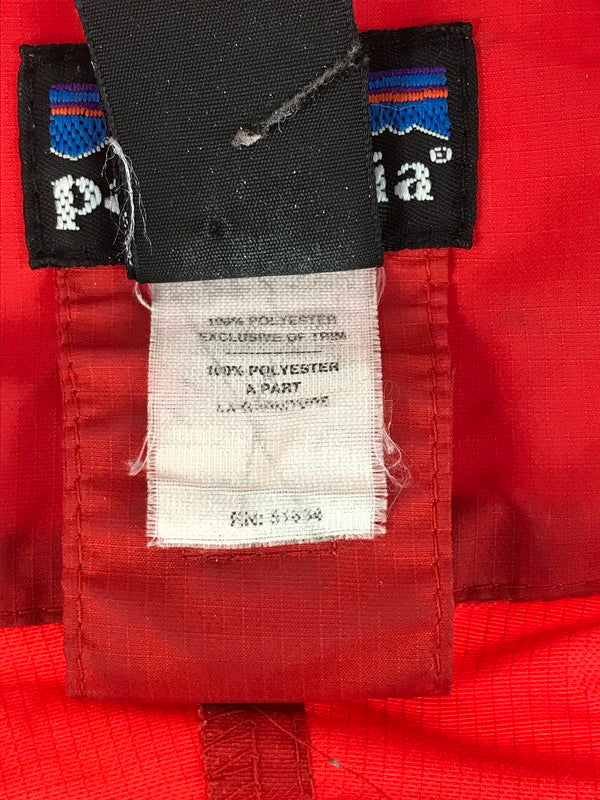 pa ia®
100% POLYESTER
EXCLUSIVE OF TRIM
100% POLYESTER
A PART
LA GARNITURE
RN: 51884